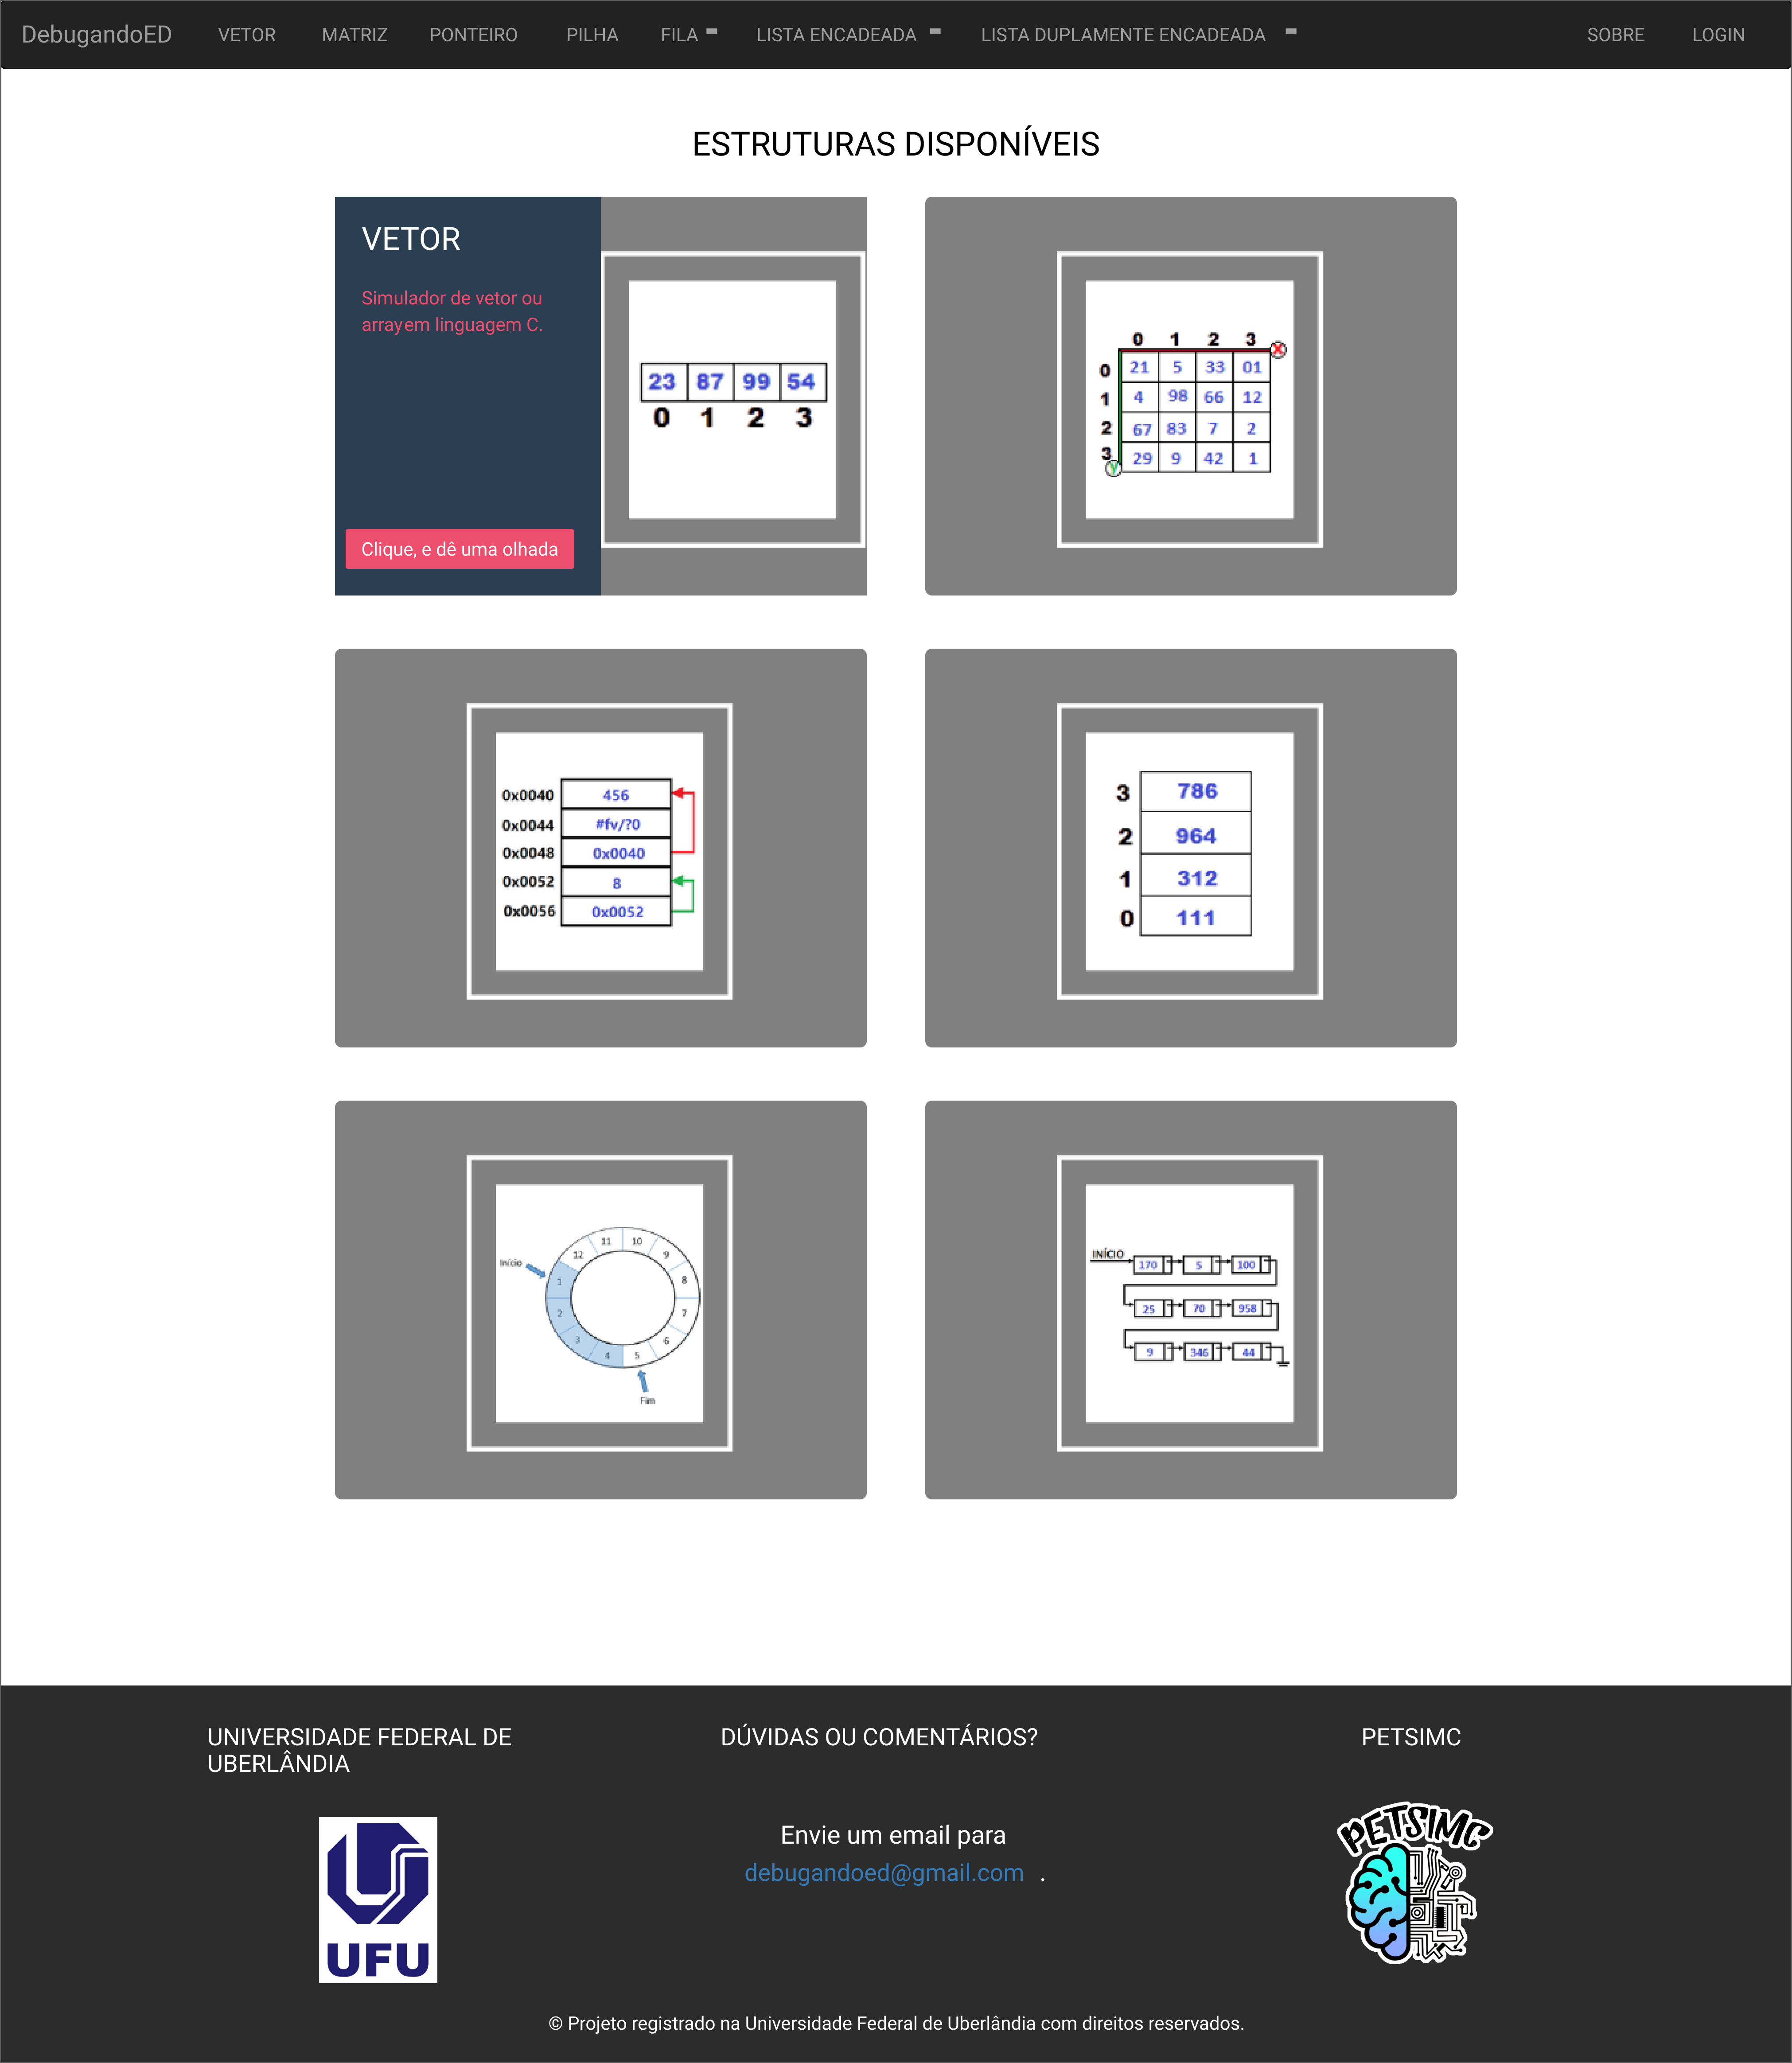 DebugandoED VETOR MATRIZ PONTEIRO PILHA FILA LISTA ENCADEADA LISTA DUPLAMENTE ENCADEADA SOBRE LOGIN
ESTRUTURAS DISPONÍVEIS
VETOR
Simulador de vetor ou
arrayem linguagem C.
Clique, e dê uma olhada
23 87 99 54
0 1 2 3
0 1 2 3 X
0 21 5 33 01
1 4 98 66 12
2 67 83 7 2
3 29 9 42 1
y
0x0040 456
0x0044 #fv/?0
0x0048 0x0040
0x0052 8
0x0056 0x0052
3 786
2 964
1 312
0 111
Início
12 11 10 9 8 7 6 5 4 3 2 1
Fim
INÍCIO
170 5 100
25 70 958
9 346 44
UNIVERSIDADE FEDERAL DE
UBERLÂNDIA
UFU
DÚVIDAS OU COMENTÁRIOS?
Envie um email para
debugandoed@gmail.com .
PETSIMC
PETSIMC
© Projeto registrado na Universidade Federal de Uberlândia com direitos reservados.